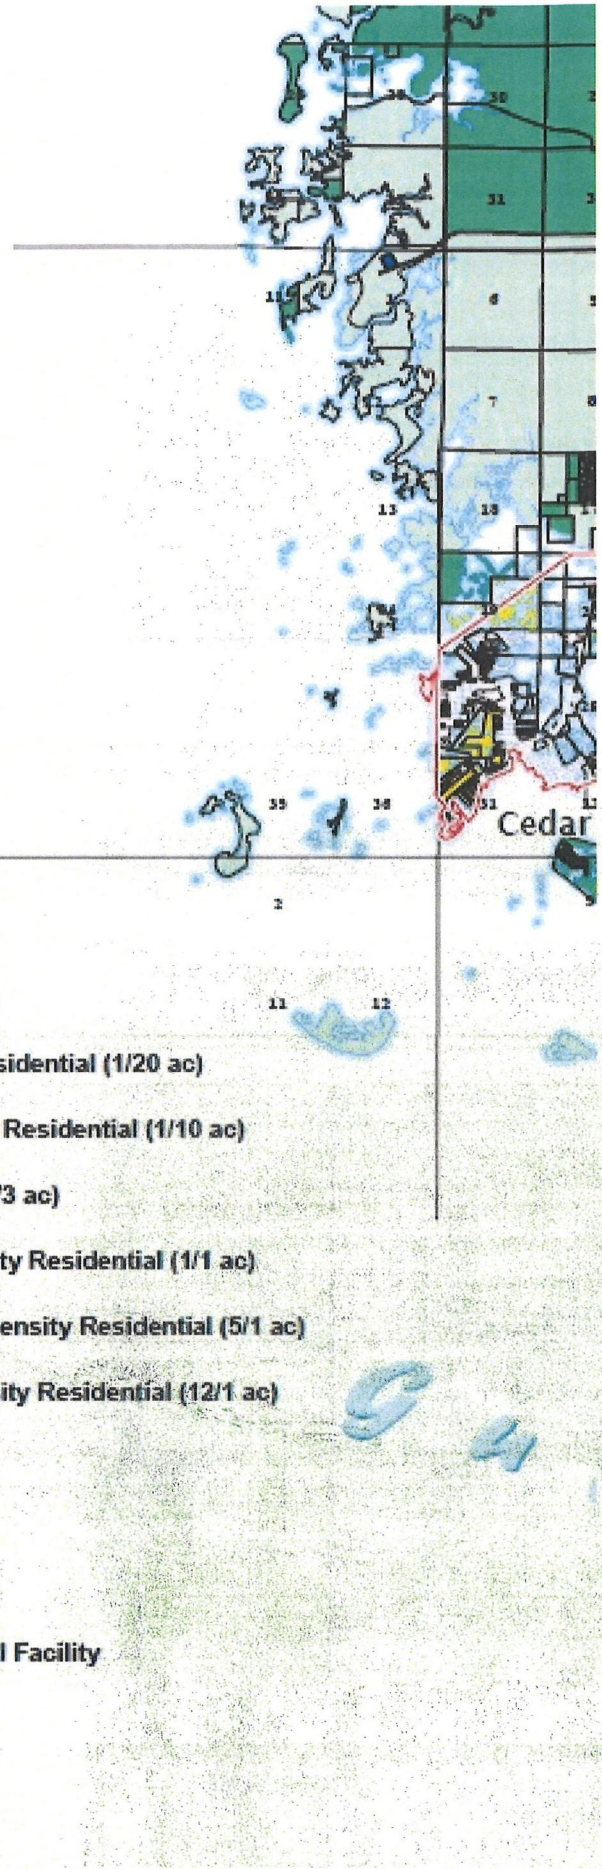 30
31
6
7
13
18
19
39
36
31
Cedar
2
11
12
sidential (1/20 ac)
Residential (1/10 ac)
/3 ac)
ty Residential (1/1 ac)
ensity Residential (5/1 ac)
ity Residential (12/1 ac)
G u
l Facility